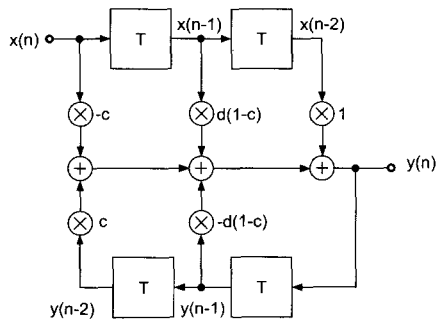 x(n)
T
x(n-1)
T
x(n-2)
-c
d(1-c)
1
y(n)
c
-d(1-c)
y(n-2)
T
y(n-1)
T